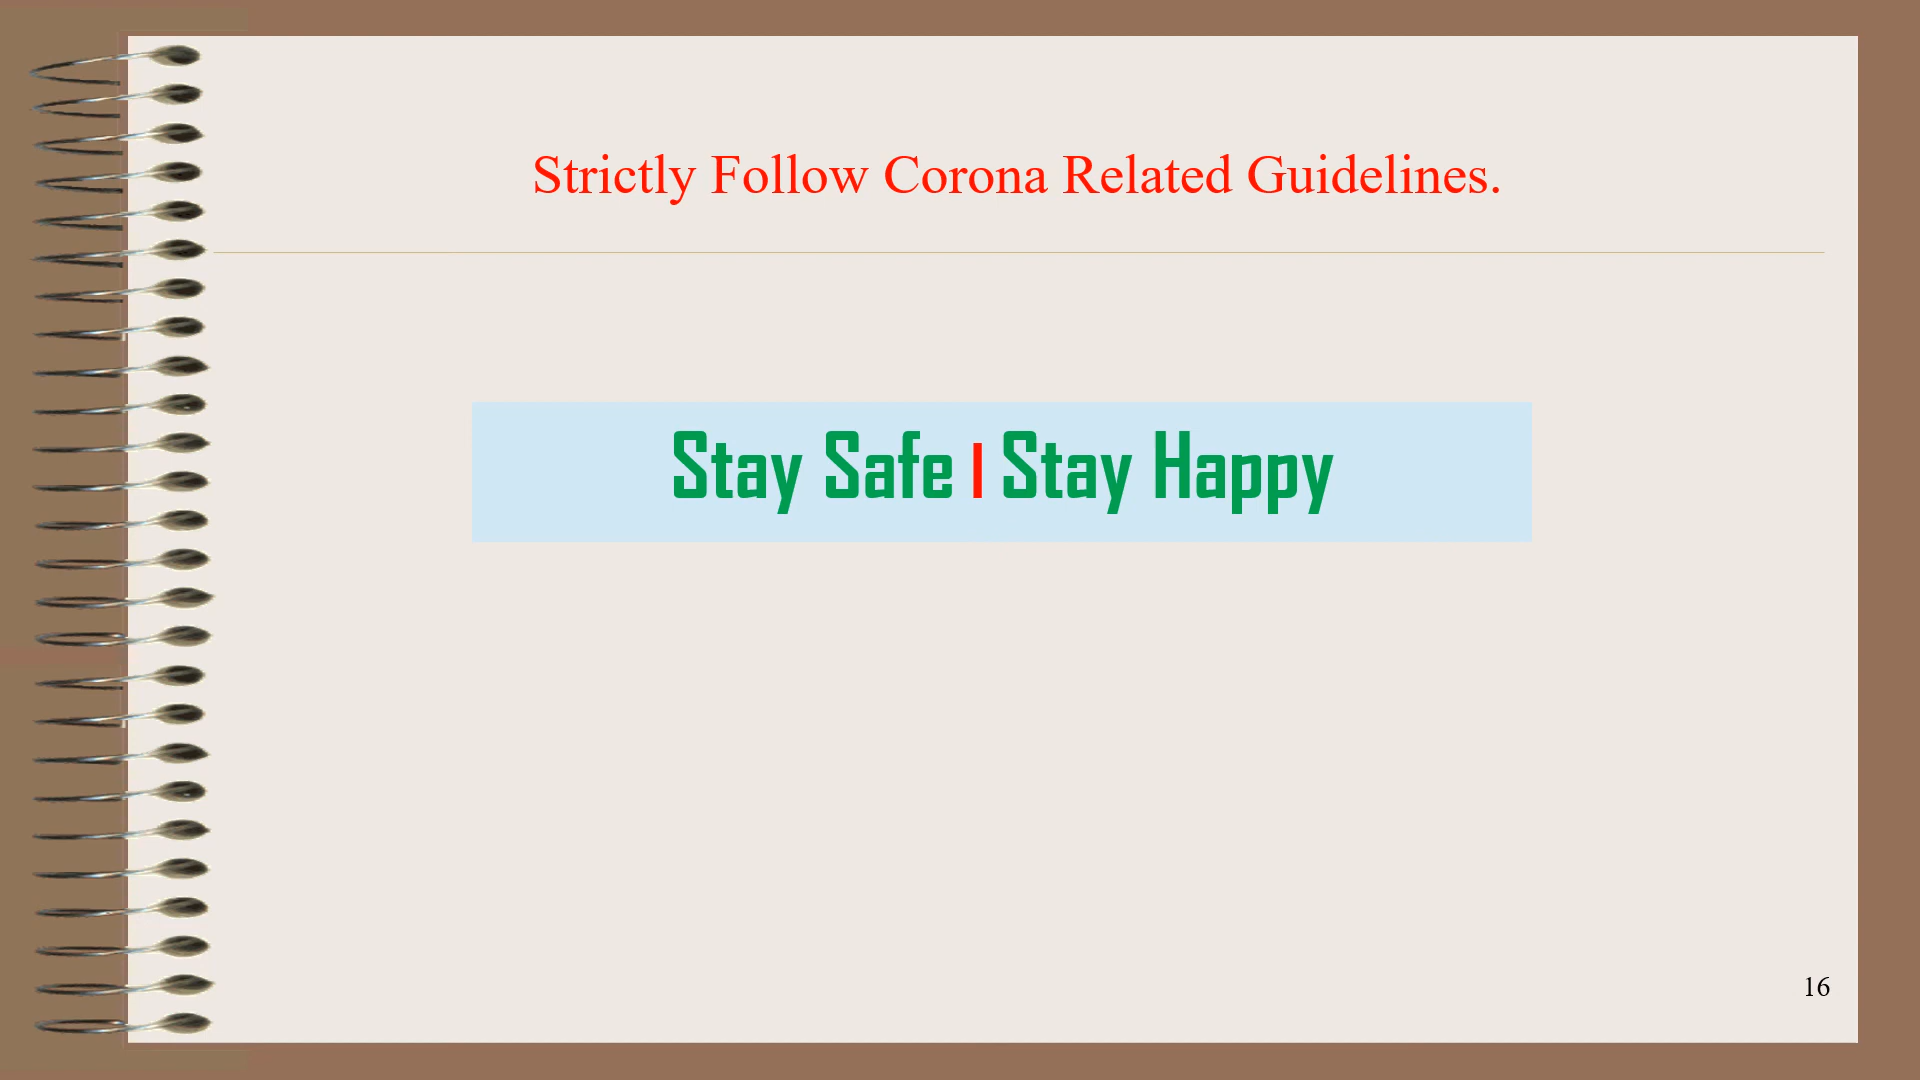 Strictly Follow Corona Related Guidelines.
Stay Safe | Stay Happy
16